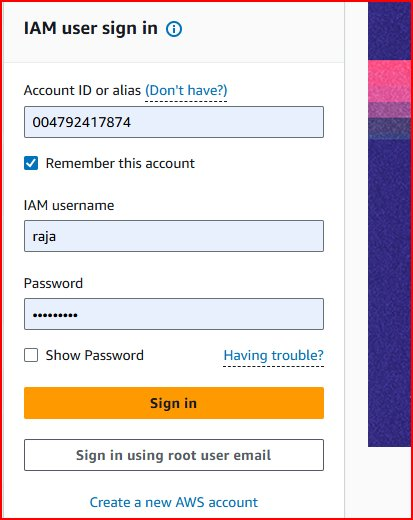 IAM user sign in
Account ID or alias (Don't have?)
004792417874
Remember this account
IAM username
raja
Password
•••••••••
Show Password Having trouble?
Sign in
Sign in using root user email
Create a new AWS account